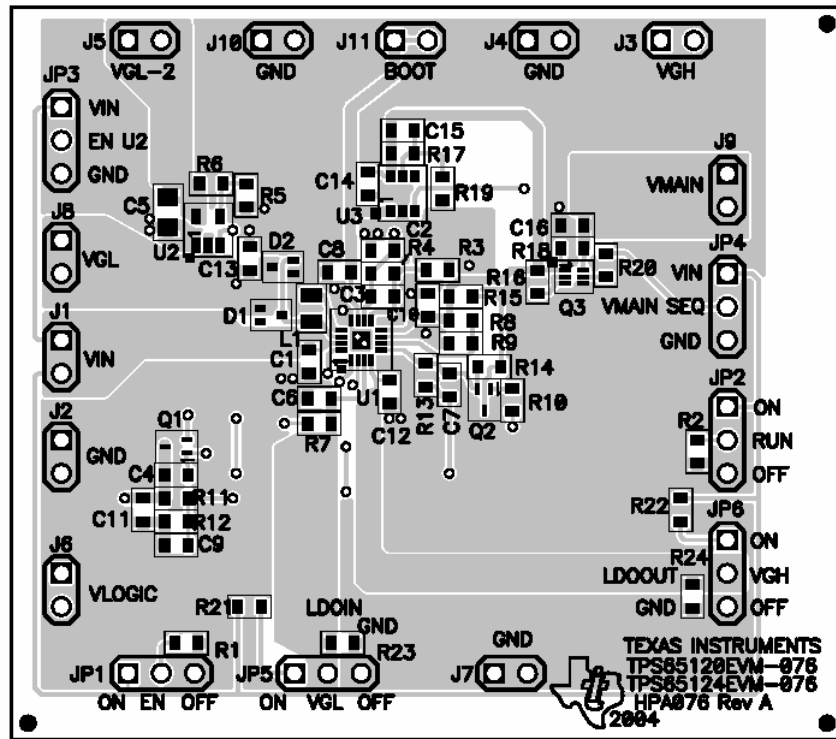 J5 J10 J11 J4 J3
VGL-2 GND BOOT GND VGH
JP3
VIN
EN U2
GND
J9
VMAIN
C15
R17
R6
C14
R5
R19
C5
U3
C2
C16
U2
R18
J8
VGL
C13
D2
C8
R4
R3
R16
R20
JP4
VIN
VMAIN SEQ
GND
Q3
C3
C10
R15
D1
L1
R8
R9
J1
VIN
C1
R14
C6
U1
R13
C7
R10
Q2
R7
C12
JP2
ON
RUN
OFF
R2
J2
GND
Q1
C4
R11
C11
R12
C9
R22
JP6
ON
VGH
OFF
R24
LDOOUT
GND
J6
VLOGIC
R21
LDOIN
GND
R1
R23
GND
JP1
JP5
J7
ON EN OFF
ON VGL OFF
TEXAS INSTRUMENTS
TPS65120EVM-076
TPS65124EVM-076
HPA076 Rev A
2004